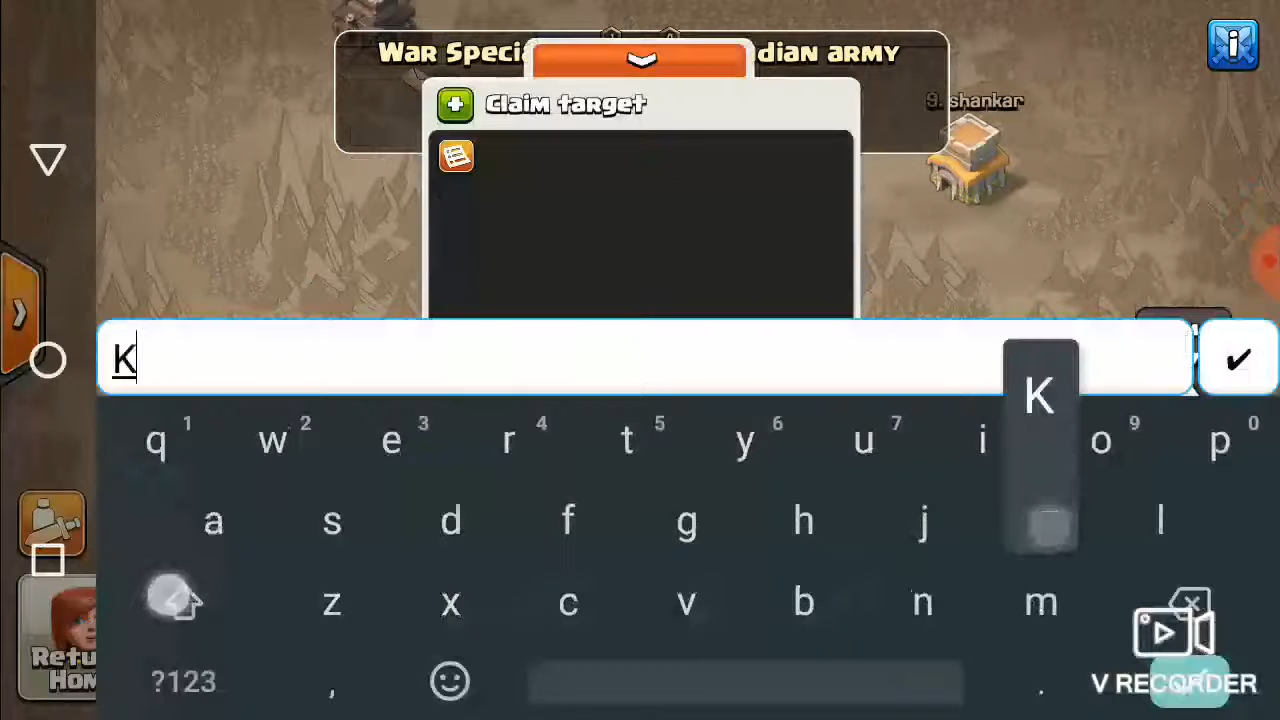 War Speci
dian army
Claim target
9. shankar
K
K
q 1 w 2 e 3 r 4 t 5 y 6 u 7 i o 9 p 0
a s d f g h j l
z x c v b n m
?123 , .
Retu
Hom
V RECORDER